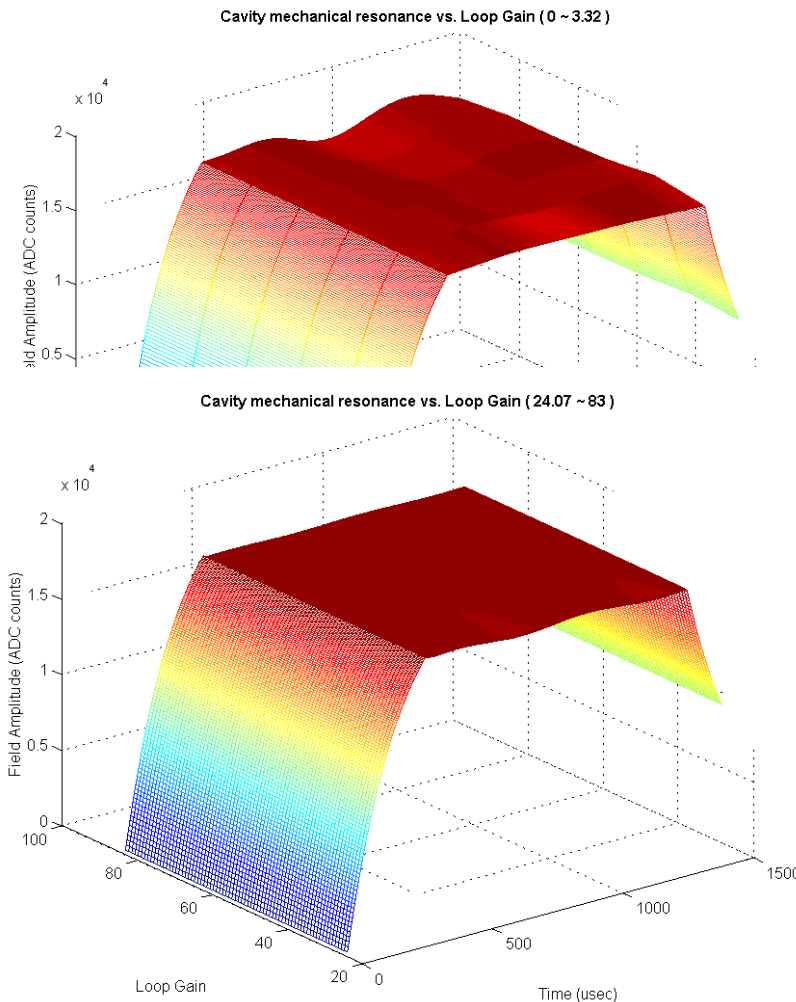 Cavity mechanical resonance vs. Loop Gain ( 0 ~ 3.32 )
x 10 4
2
1.5
1
0.5
eld Amplitude (ADC counts)
Cavity mechanical resonance vs. Loop Gain ( 24.07 ~ 83 )
x 10 4
2
1.5
1
0.5
0
Field Amplitude (ADC counts)
100
80
60
40
20
Loop Gain
0
500
1000
1500
Time (usec)